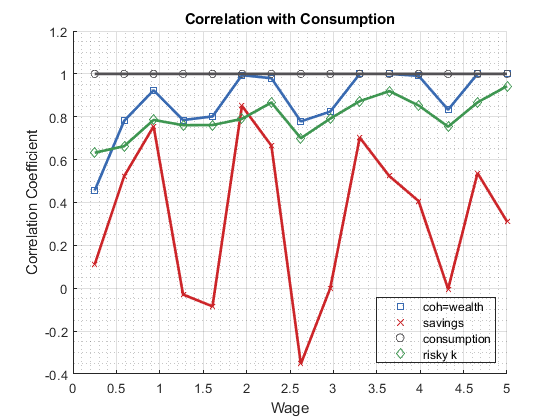 Correlation with Consumption
1.2
1
0.8
0.6
0.4
0.2
0
-0.2
-0.4
Correlation Coefficient
coh=wealth
savings
consumption
risky k
0 0.5 1 1.5 2 2.5 3 3.5 4 4.5 5
Wage